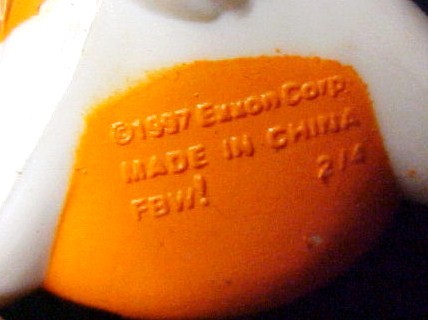 ©1997 Exxon Corp
MADE IN CHINA
FBW! 2/4